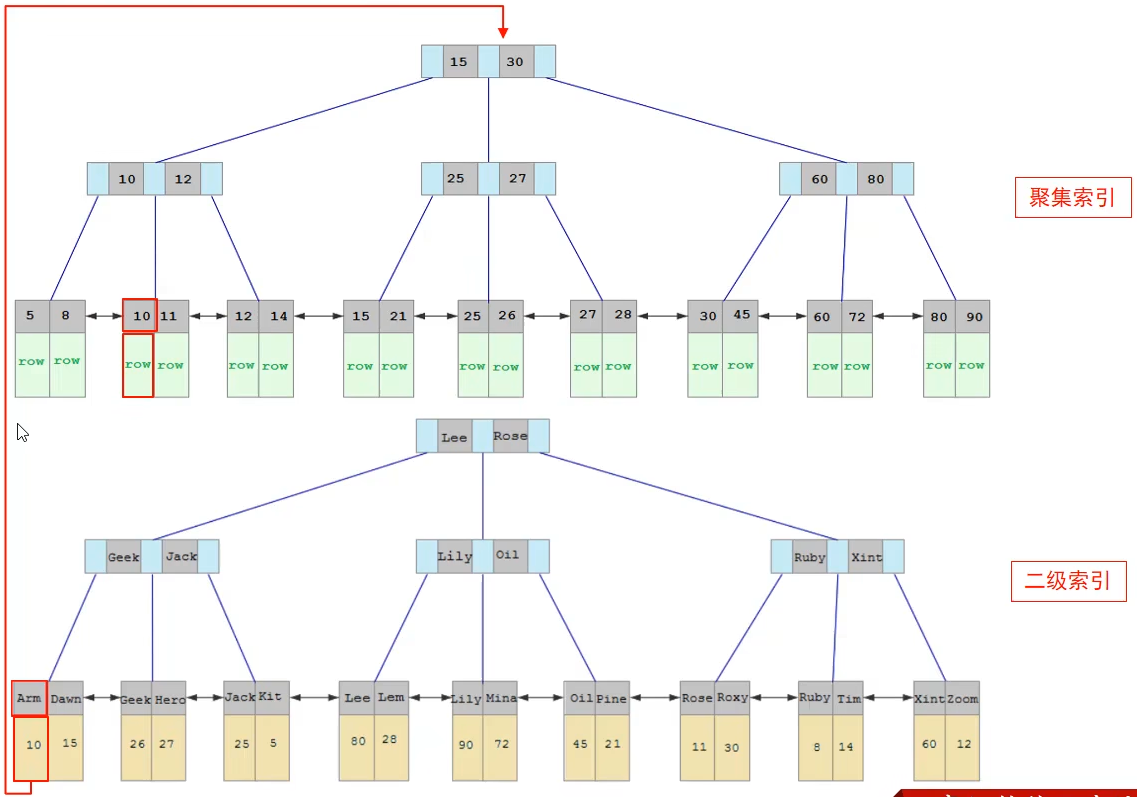 15 30
10 12 25 27 60 80
聚集索引
5 8 10 11 12 14 15 21 25 26 27 28 30 45 60 72 80 90
row row row row row row row row row row row row row row row row row row
Lee Rose
Geek Jack Lily Oil Ruby Xint
二级索引
Arm Dawn Geek Hero Jack Kit Lee Lem Lily Mina Oil Pine Rose Roxy Ruby Tim Xint Zoom
10 15 26 27 25 5 80 28 90 72 45 21 11 30 8 14 60 12